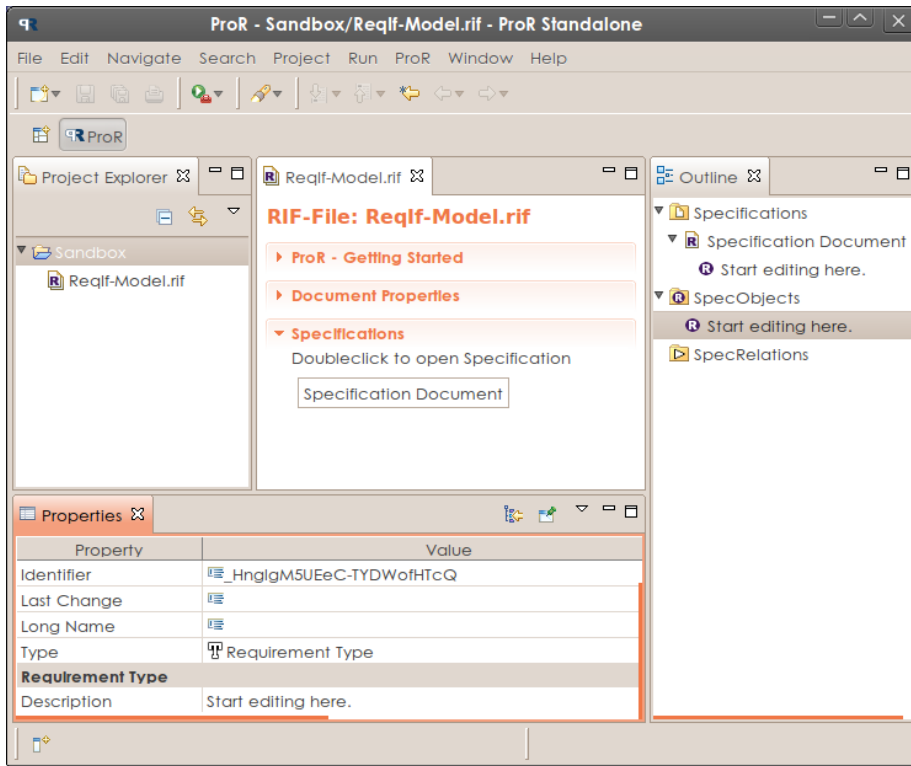 ProR - Sandbox/ReqIf-Model.rif - ProR Standalone
File Edit Navigate Search Project Run ProR Window Help
ProR
Project Explorer
Sandbox
ReqIf-Model.rif
ReqIf-Model.rif
RIF-File: ReqIf-Model.rif
ProR - Getting Started
Document Properties
Specifications
Doubleclick to open Specification
Specification Document
Outline
Specifications
Specification Document
Start editing here.
SpecObjects
Start editing here.
SpecRelations
Properties
Property Value
Identifier _HngIgM5UEeC-TYDWofHTcQ
Last Change
Long Name
Type Requirement Type
Requirement Type
Description Start editing here.